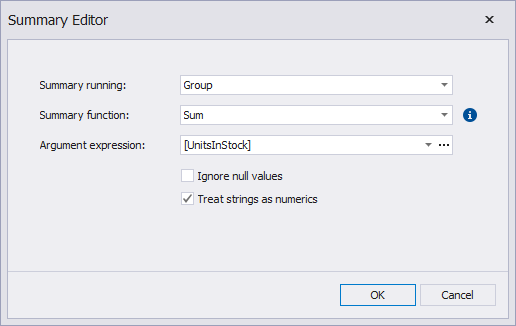 Summary Editor
Summary running: Group
Summary function: Sum
Argument expression: [UnitsInStock] ...
Ignore null values
Treat strings as numerics
OK Cancel